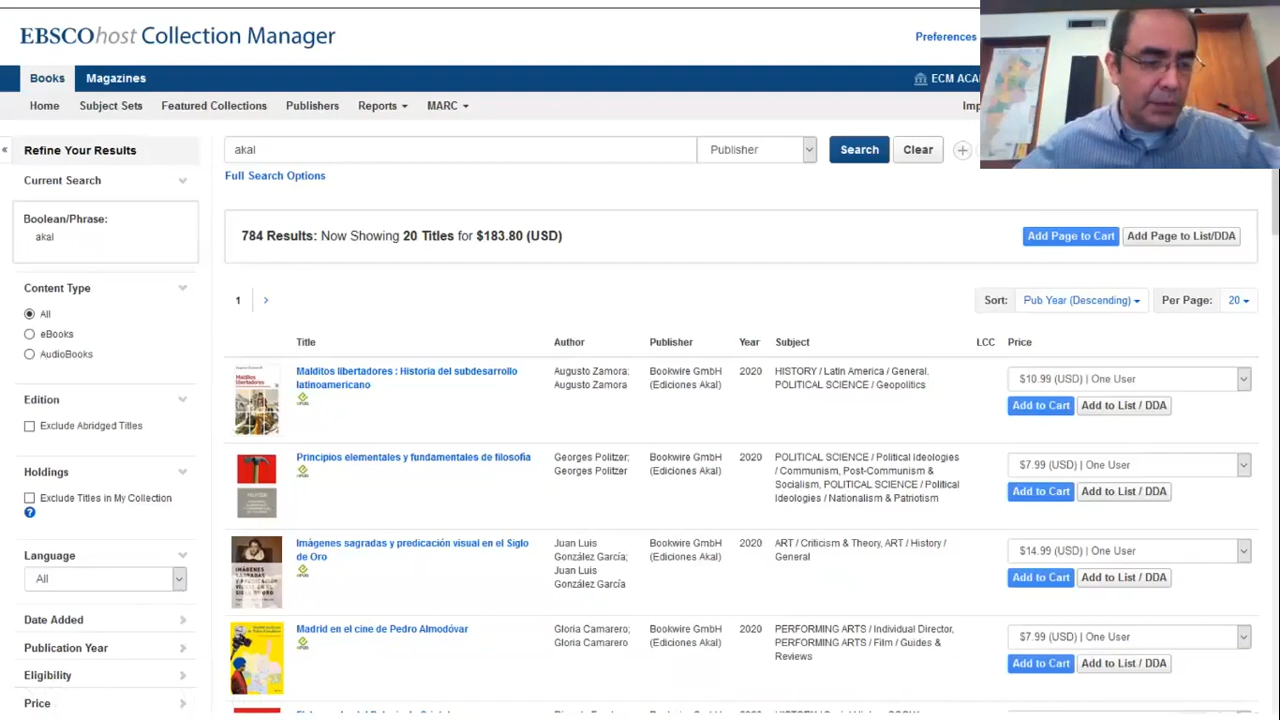 EBSCOhost Collection Manager
Preferences
Books Magazines
ECM
Home Subject Sets Featured Collections Publishers Reports MARC
« Refine Your Results
akal Publisher Search Clear
Current Search
Full Search Options
Boolean/Phrase:
akal
784 Results: Now Showing 20 Titles for $183.80 (USD)
Add Page to Cart Add Page to List/DDA
Content Type
All
eBooks
AudioBooks
1 >
Sort: Pub Year (Descending) Per Page: 20
Title Author Publisher Year Subject LCC Price
Malditos libertadores : Historia del subdesarrollo
latinoamericano
Augusto Zamora;
Augusto Zamora
Bookwire GmbH
(Ediciones Akal)
2020
HISTORY / Latin America / General,
POLITICAL SCIENCE / Geopolitics
$10.99 (USD) | One User
Add to Cart Add to List / DDA
Edition
Exclude Abridged Titles
Principios elementales y fundamentales de filosofia
Georges Politzer;
Georges Politzer
Bookwire GmbH
(Ediciones Akal)
2020
POLITICAL SCIENCE / Political Ideologies
/ Communism, Post-Communism &
Socialism, POLITICAL SCIENCE / Political
Ideologies / Nationalism & Patriotism
$7.99 (USD) | One User
Add to Cart Add to List / DDA
Holdings
Exclude Titles in My Collection
?
Imágenes sagradas y predicación visual en el Siglo
de Oro
Juan Luis
González García;
Juan Luis
González García
Bookwire GmbH
(Ediciones Akal)
2020
ART / Criticism & Theory, ART / History /
General
$14.99 (USD) | One User
Add to Cart Add to List / DDA
Language
All
Date Added
Publication Year
Eligibility
Price
Madrid en el cine de Pedro Almodóvar
Gloria Camarero;
Gloria Camarero
Bookwire GmbH
(Ediciones Akal)
2020
PERFORMING ARTS / Individual Director,
PERFORMING ARTS / Film / Guides &
Reviews
$7.99 (USD) | One User
Add to Cart Add to List / DDA